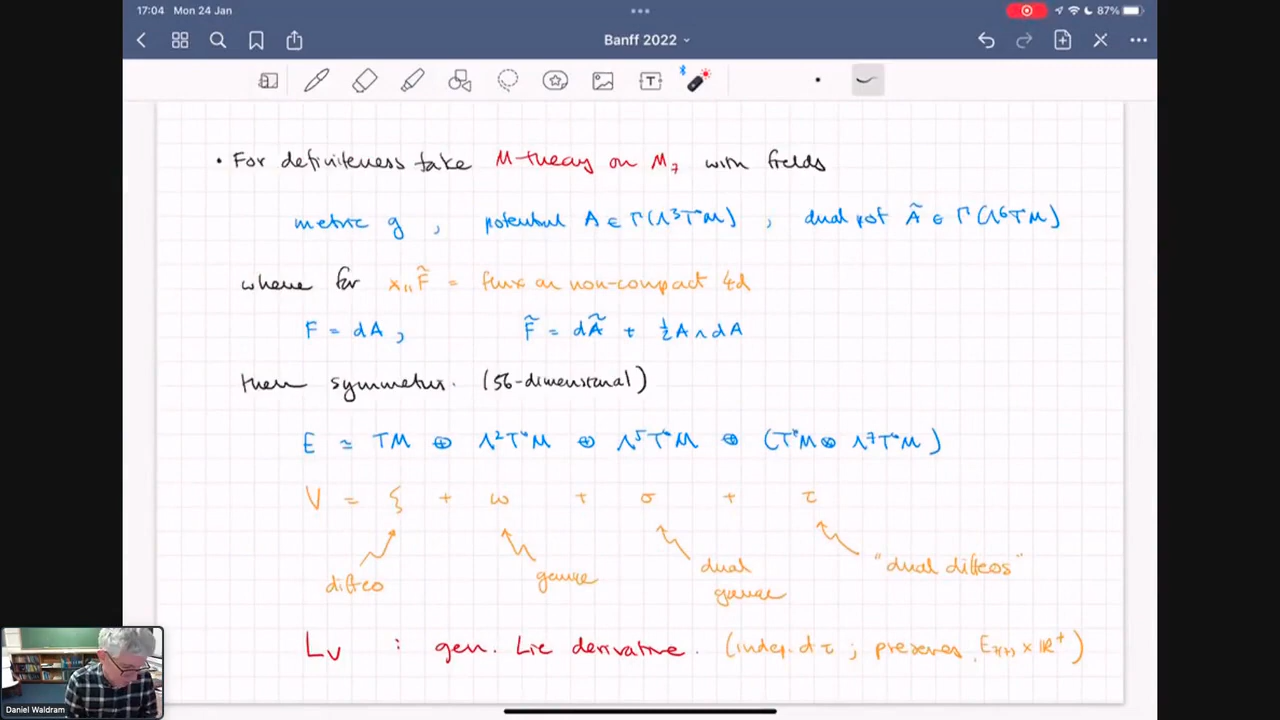 17:04 Mon 24 Jan
87%
Banff 2022
• For definiteness take M-theory on M₇ with fields
metric g , potential A ∈ Γ(Λ³T*M) , dual pot Ã ∈ Γ(Λ⁶T*M)
where for *₁₁F̃ = flux on non-compact 4d
F = dA , F̃ = dÃ + ½A∧dA
then symmetries. (56-dimensional)
E ≃ TM ⊕ Λ²T*M ⊕ Λ⁵T*M ⊕ (T*M⊗Λ⁷T*M)
V = ξ + ω + σ + τ
diffeo
gauge
dual gauge
"dual diffeos"
L_V : gen. Lie derivative. (indep. of τ ; preserves E₇₍₇₎ × ℝ⁺)
Daniel Waldram